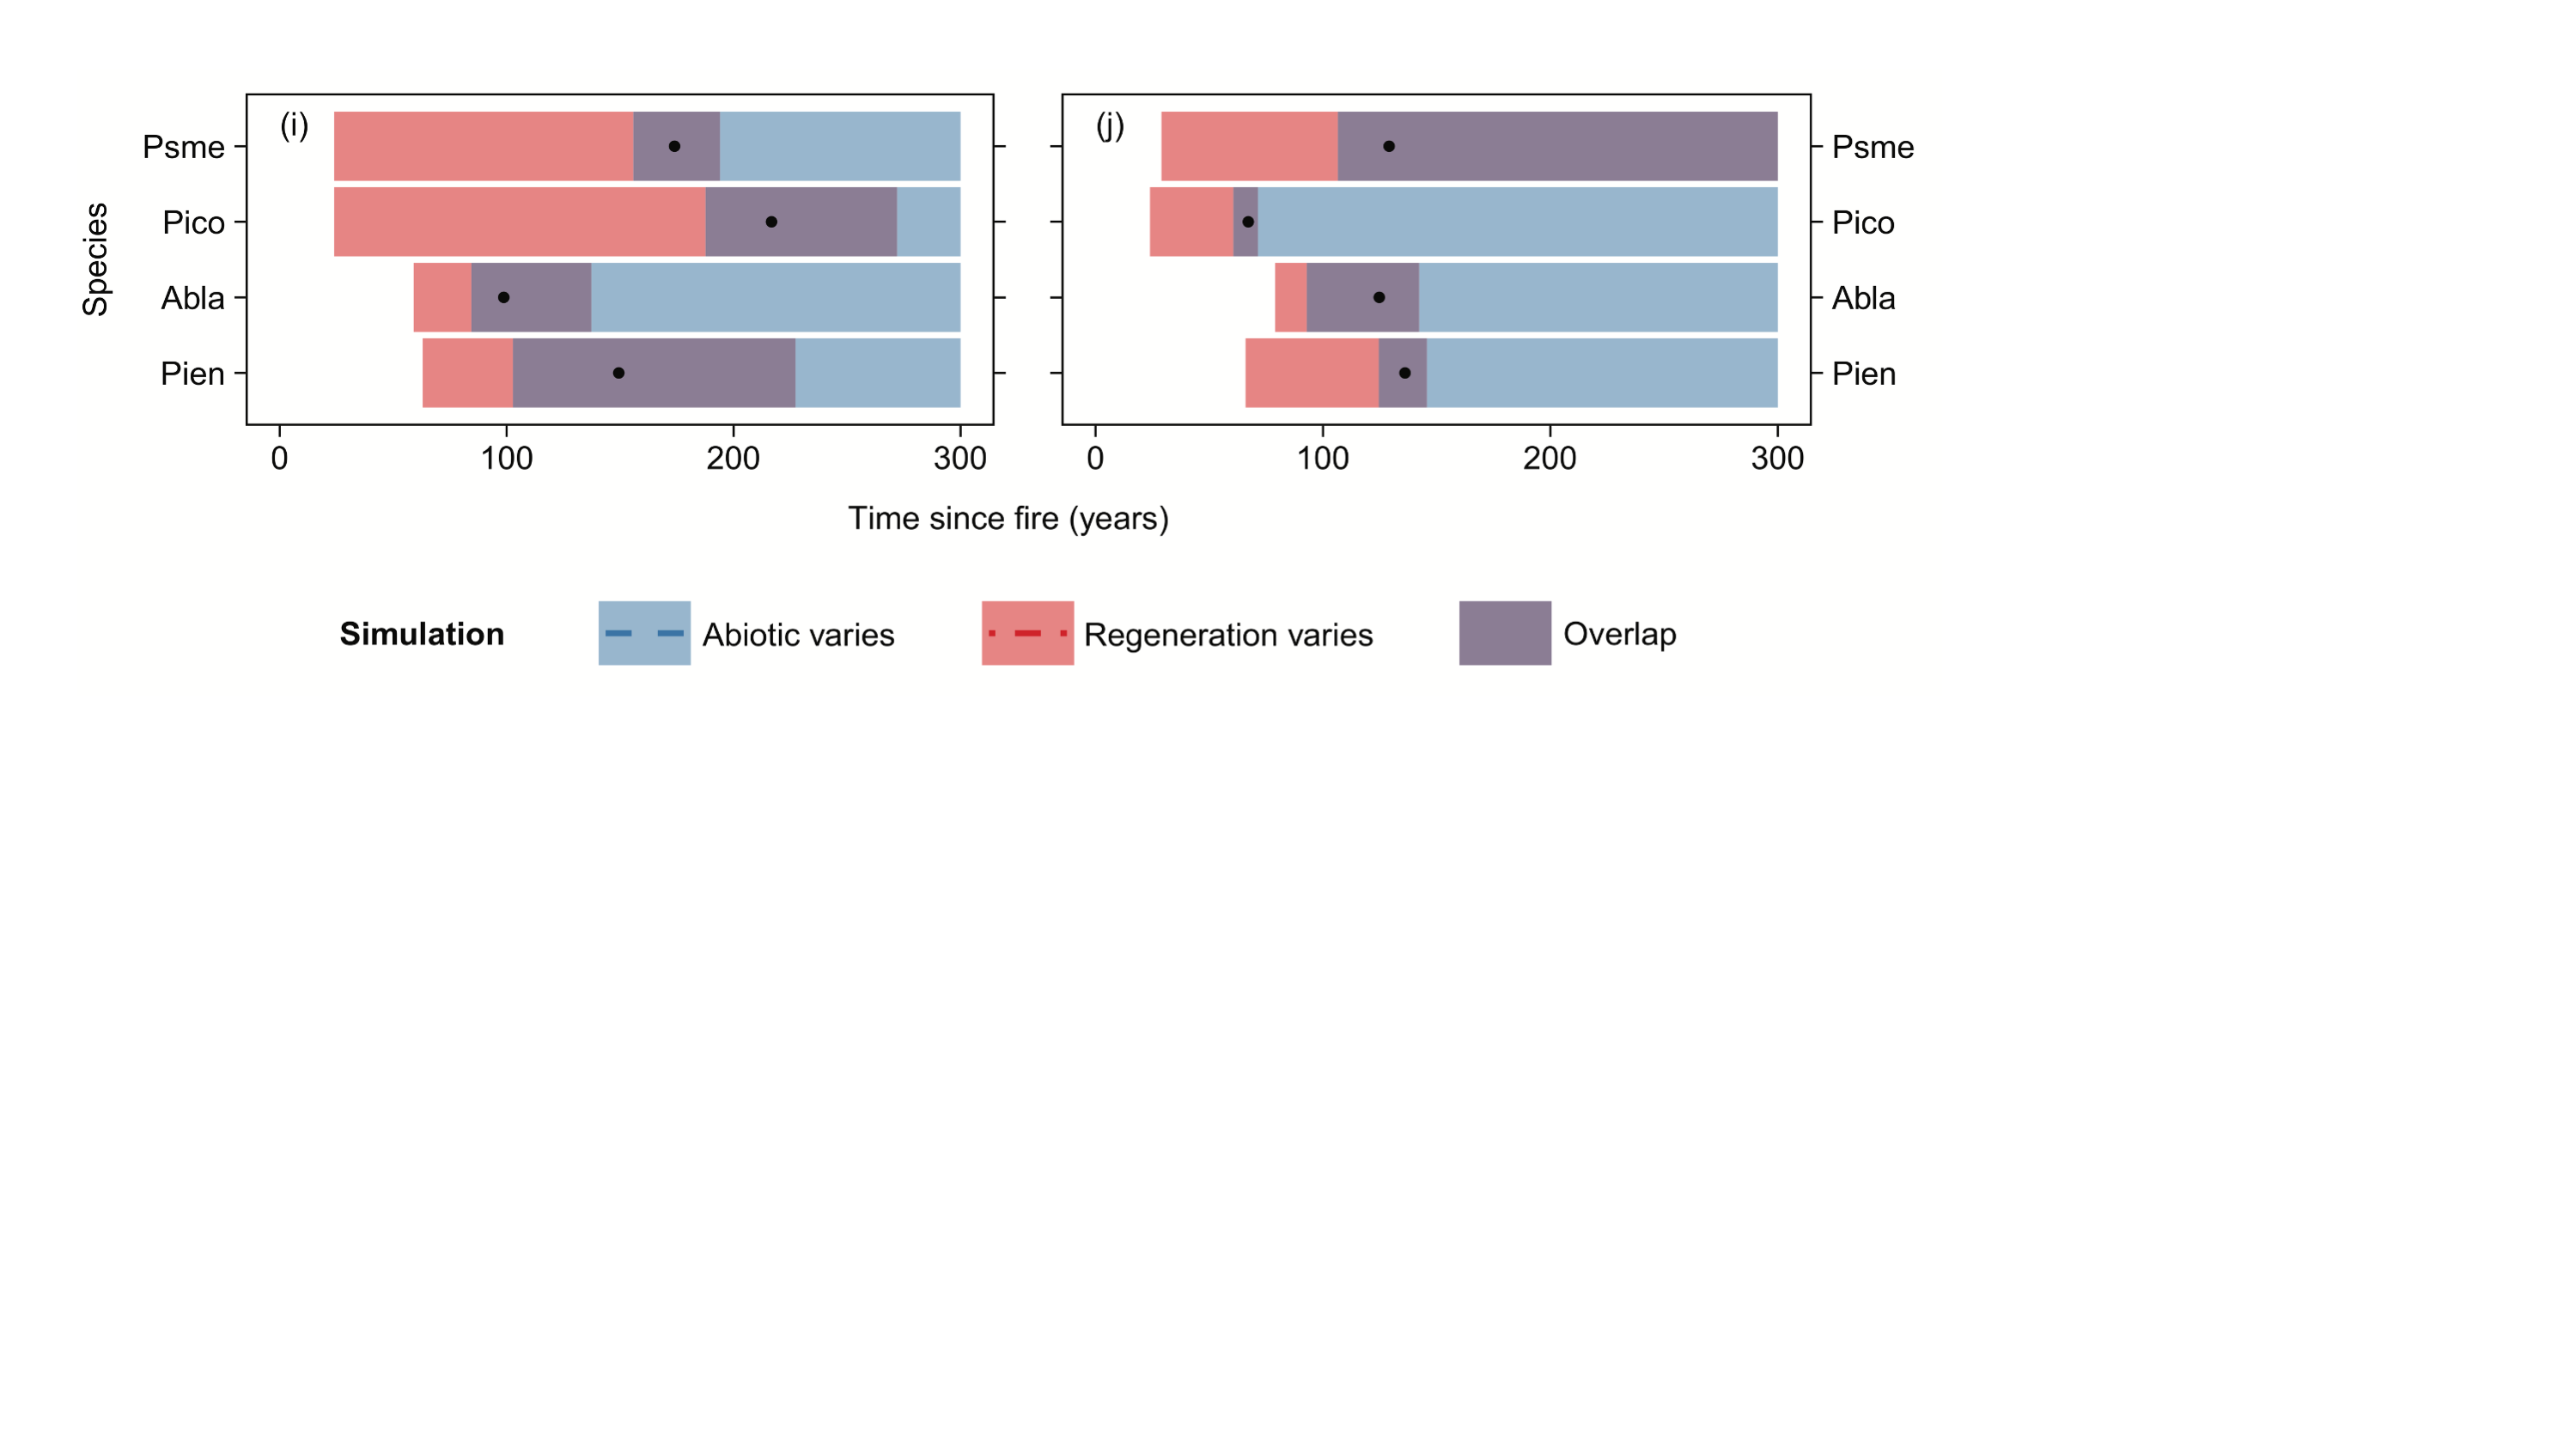 (i)
(j)
Psme
Pico
Abla
Pien
Species
Psme
Pico
Abla
Pien
0 100 200 300
0 100 200 300
Time since fire (years)
Simulation Abiotic varies Regeneration varies Overlap